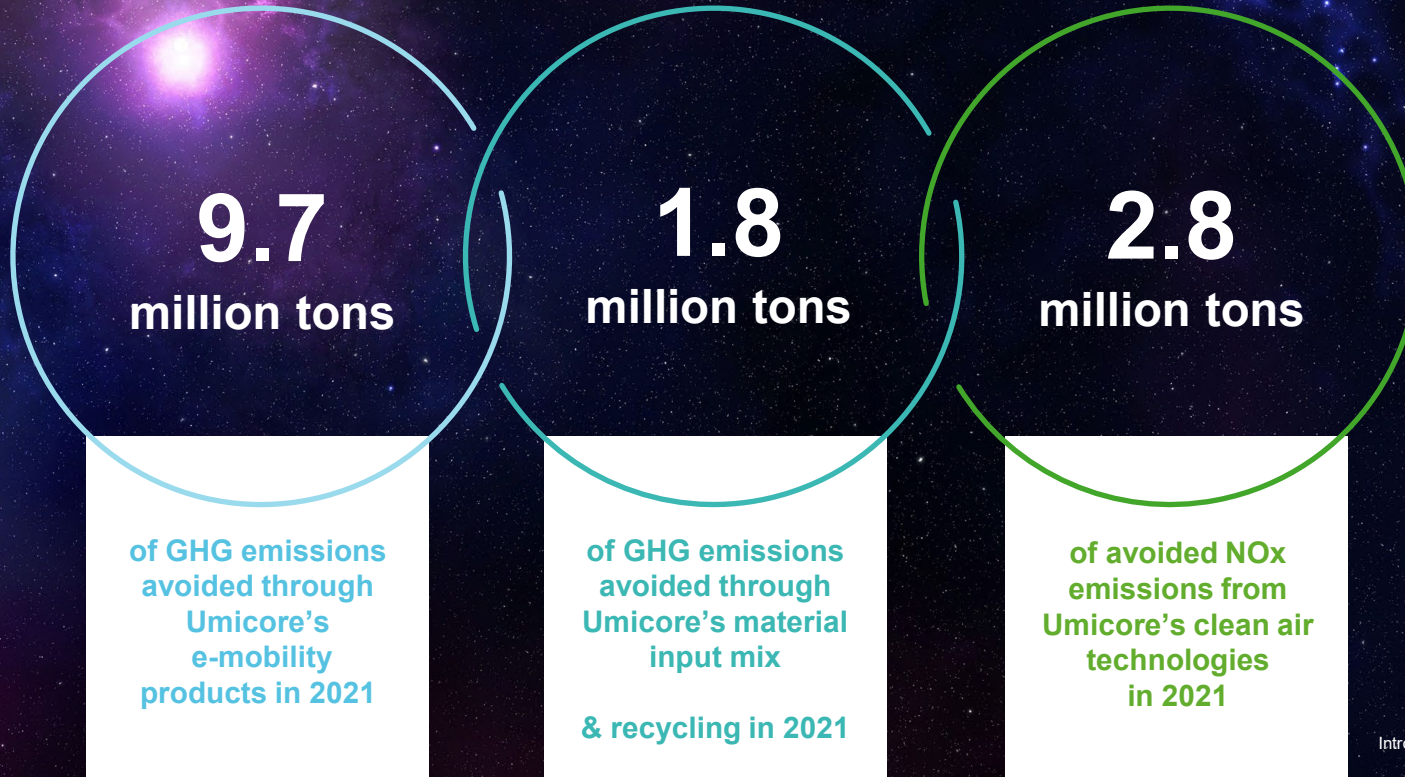 9.7
million tons
of GHG emissions
avoided through
Umicore’s
e-mobility
products in 2021
1.8
million tons
of GHG emissions
avoided through
Umicore’s material
input mix
& recycling in 2021
2.8
million tons
of avoided NOx
emissions from
Umicore’s clean air
technologies
in 2021